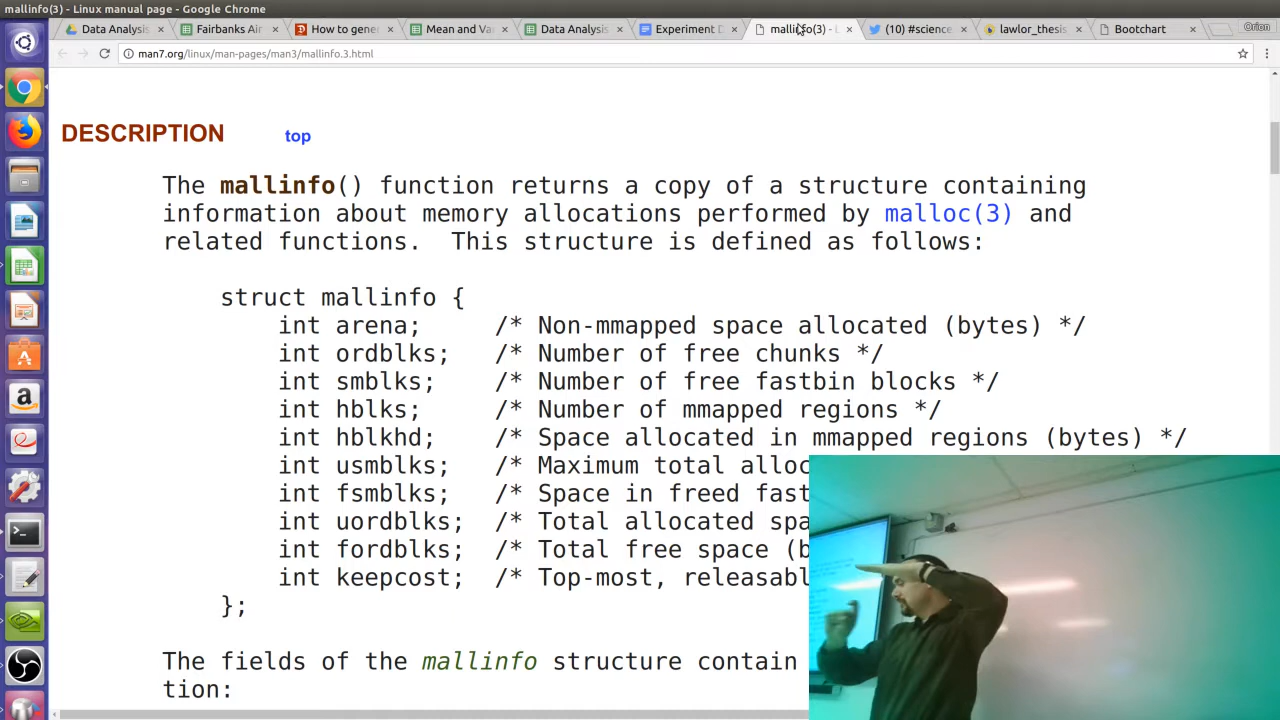 mallinfo(3) - Linux manual page - Google Chrome
Data Analysis
Fairbanks Air
How to gene
Mean and Va
Data Analysis
Experiment D
mallinfo(3) - L
(10) #science
lawlor_thesis
Bootchart
Orion
man7.org/linux/man-pages/man3/mallinfo.3.html
DESCRIPTION top
The mallinfo() function returns a copy of a structure containing
information about memory allocations performed by malloc(3) and
related functions. This structure is defined as follows:
struct mallinfo {
int arena; /* Non-mmapped space allocated (bytes) */
int ordblks; /* Number of free chunks */
int smblks; /* Number of free fastbin blocks */
int hblks; /* Number of mmapped regions */
int hblkhd; /* Space allocated in mmapped regions (bytes) */
int usmblks; /* Maximum total alloc
int fsmblks; /* Space in freed fast
int uordblks; /* Total allocated spa
int fordblks; /* Total free space (b
int keepcost; /* Top-most, releasabl
};
The fields of the mallinfo structure contain
tion: